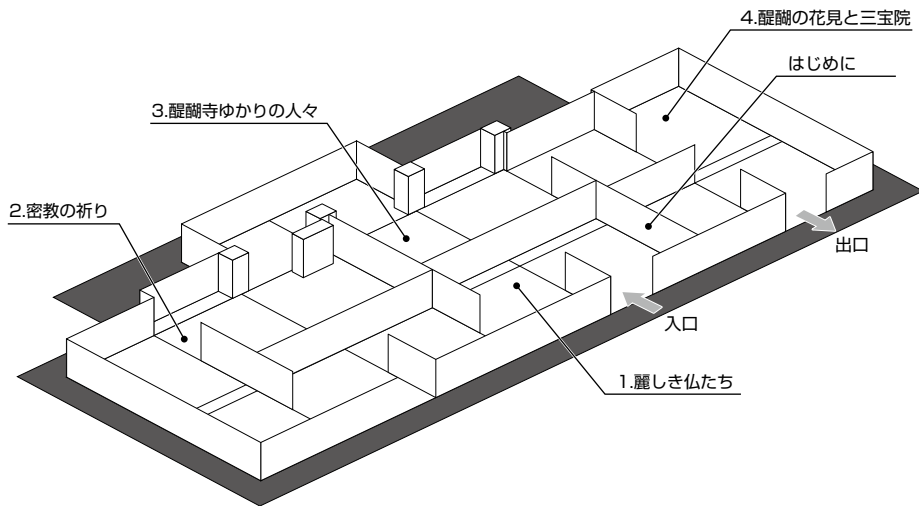 4.醍醐の花見と三宝院
はじめに
3.醍醐寺ゆかりの人々
2.密教の祈り
出口
入口
1.麗しき仏たち